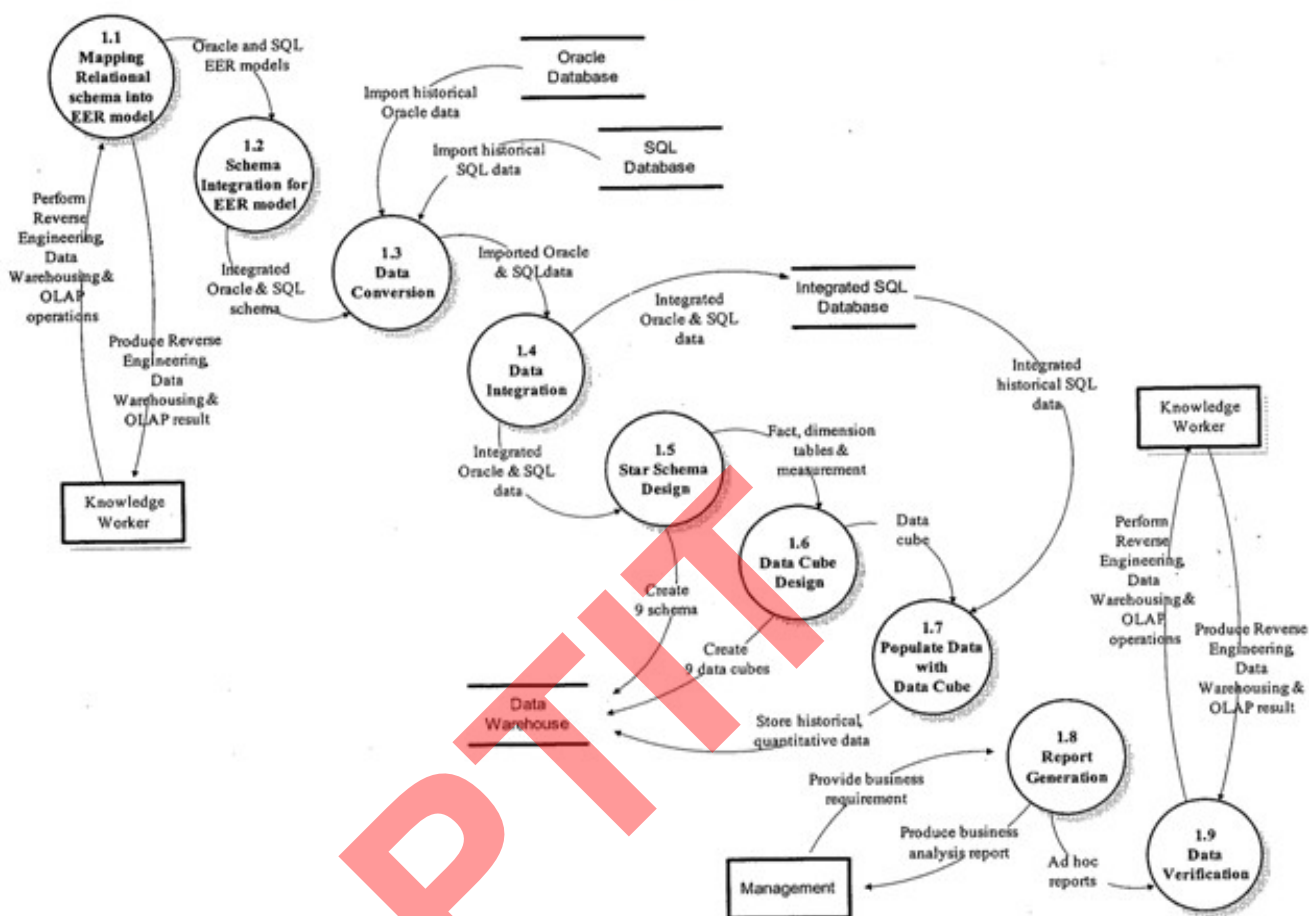 1.1
Mapping
Relational
schema into
EER model
Oracle and SQL
EER models
Oracle
Database
Import historical
Oracle data
1.2
Schema
Integration for
EER model
Import historical
SQL data
SQL
Database
Perform
Reverse
Engineering,
Data
Warehousing &
OLAP
operations
Integrated
Oracle & SQL
schema
1.3
Data
Conversion
Imported Oracle
& SQL data
Integrated SQL
Database
Integrated
Oracle & SQL
data
Produce Reverse
Engineering,
Data
Warehousing &
OLAP result
1.4
Data
Integration
Integrated
historical SQL
data
Knowledge
Worker
Knowledge
Worker
Integrated
Oracle & SQL
data
1.5
Star Schema
Design
Fact, dimension
tables &
measurement
1.6
Data Cube
Design
Data
cube
Perform
Reverse
Engineering,
Data
Warehousing &
OLAP
operations
Create
9 schema
Create
9 data cubes
1.7
Populate Data
with
Data Cube
Produce Reverse
Engineering,
Data
Warehousing &
OLAP result
Data
Warehouse
Store historical,
quantitative data
1.8
Report
Generation
Provide business
requirement
Produce business
analysis report
Ad hoc
reports
1.9
Data
Verification
Management
PTIT